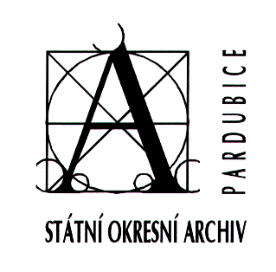 A
PARDUBICE
STÁTNÍ OKRESNÍ ARCHIV